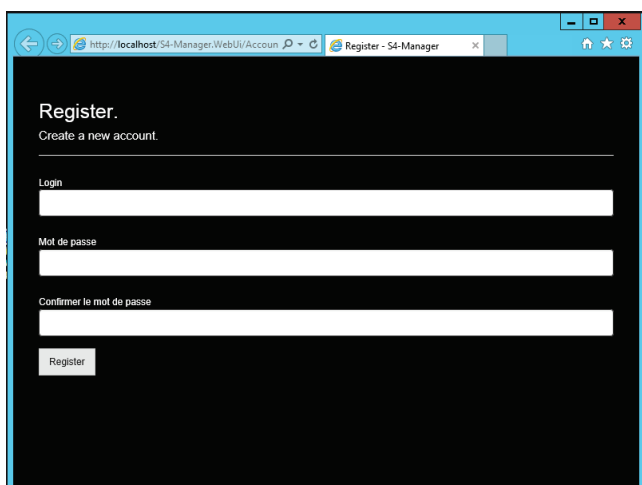 http://localhost/S4-Manager.WebUi/Accoun
Register - S4-Manager
Register.
Create a new account.
Login
Mot de passe
Confirmer le mot de passe
Register